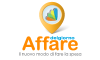 delgiorno
Affare
il nuovo modo di fare la spesa